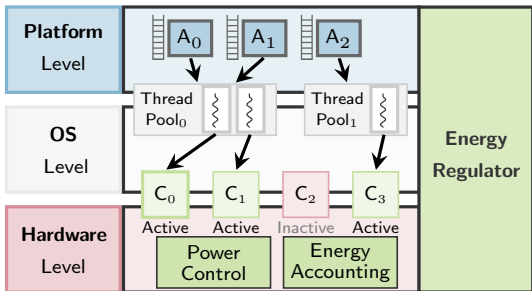 Platform
Level
A₀
A₁
A₂
Thread
Pool₀
Thread
Pool₁
OS
Level
Energy
Regulator
C₀
C₁
C₂
C₃
Active
Active
Inactive
Active
Hardware
Level
Power
Control
Energy
Accounting